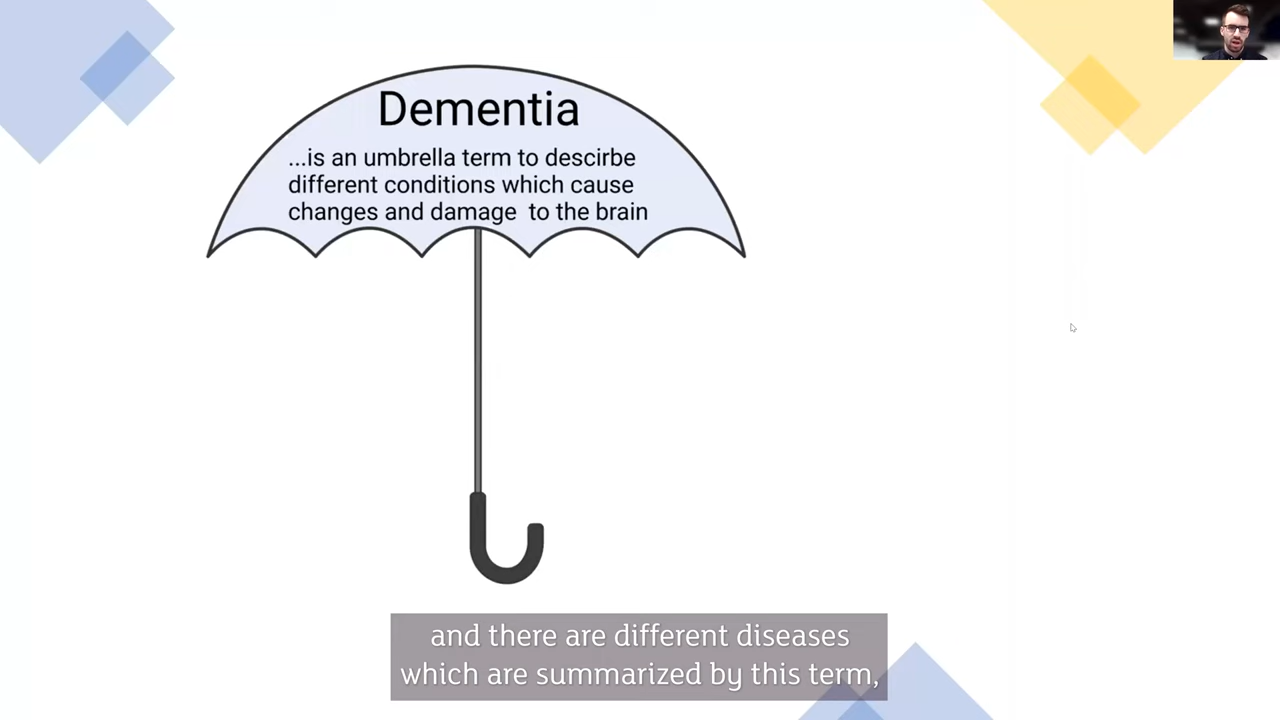 Dementia
...is an umbrella term to descirbe
different conditions which cause
changes and damage  to the brain
and there are different diseases
which are summarized by this term,